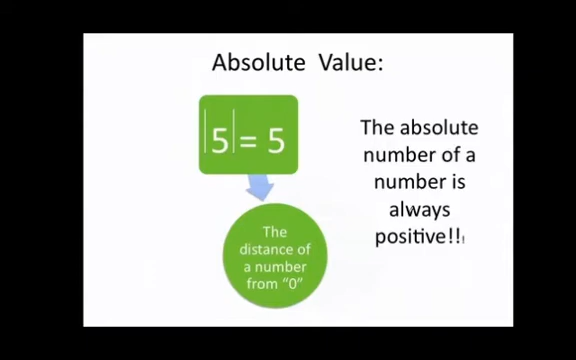 Absolute Value:
|5|= 5
The
distance of
a number
from “0”
The absolute
number of a
number is
always
positive!!!